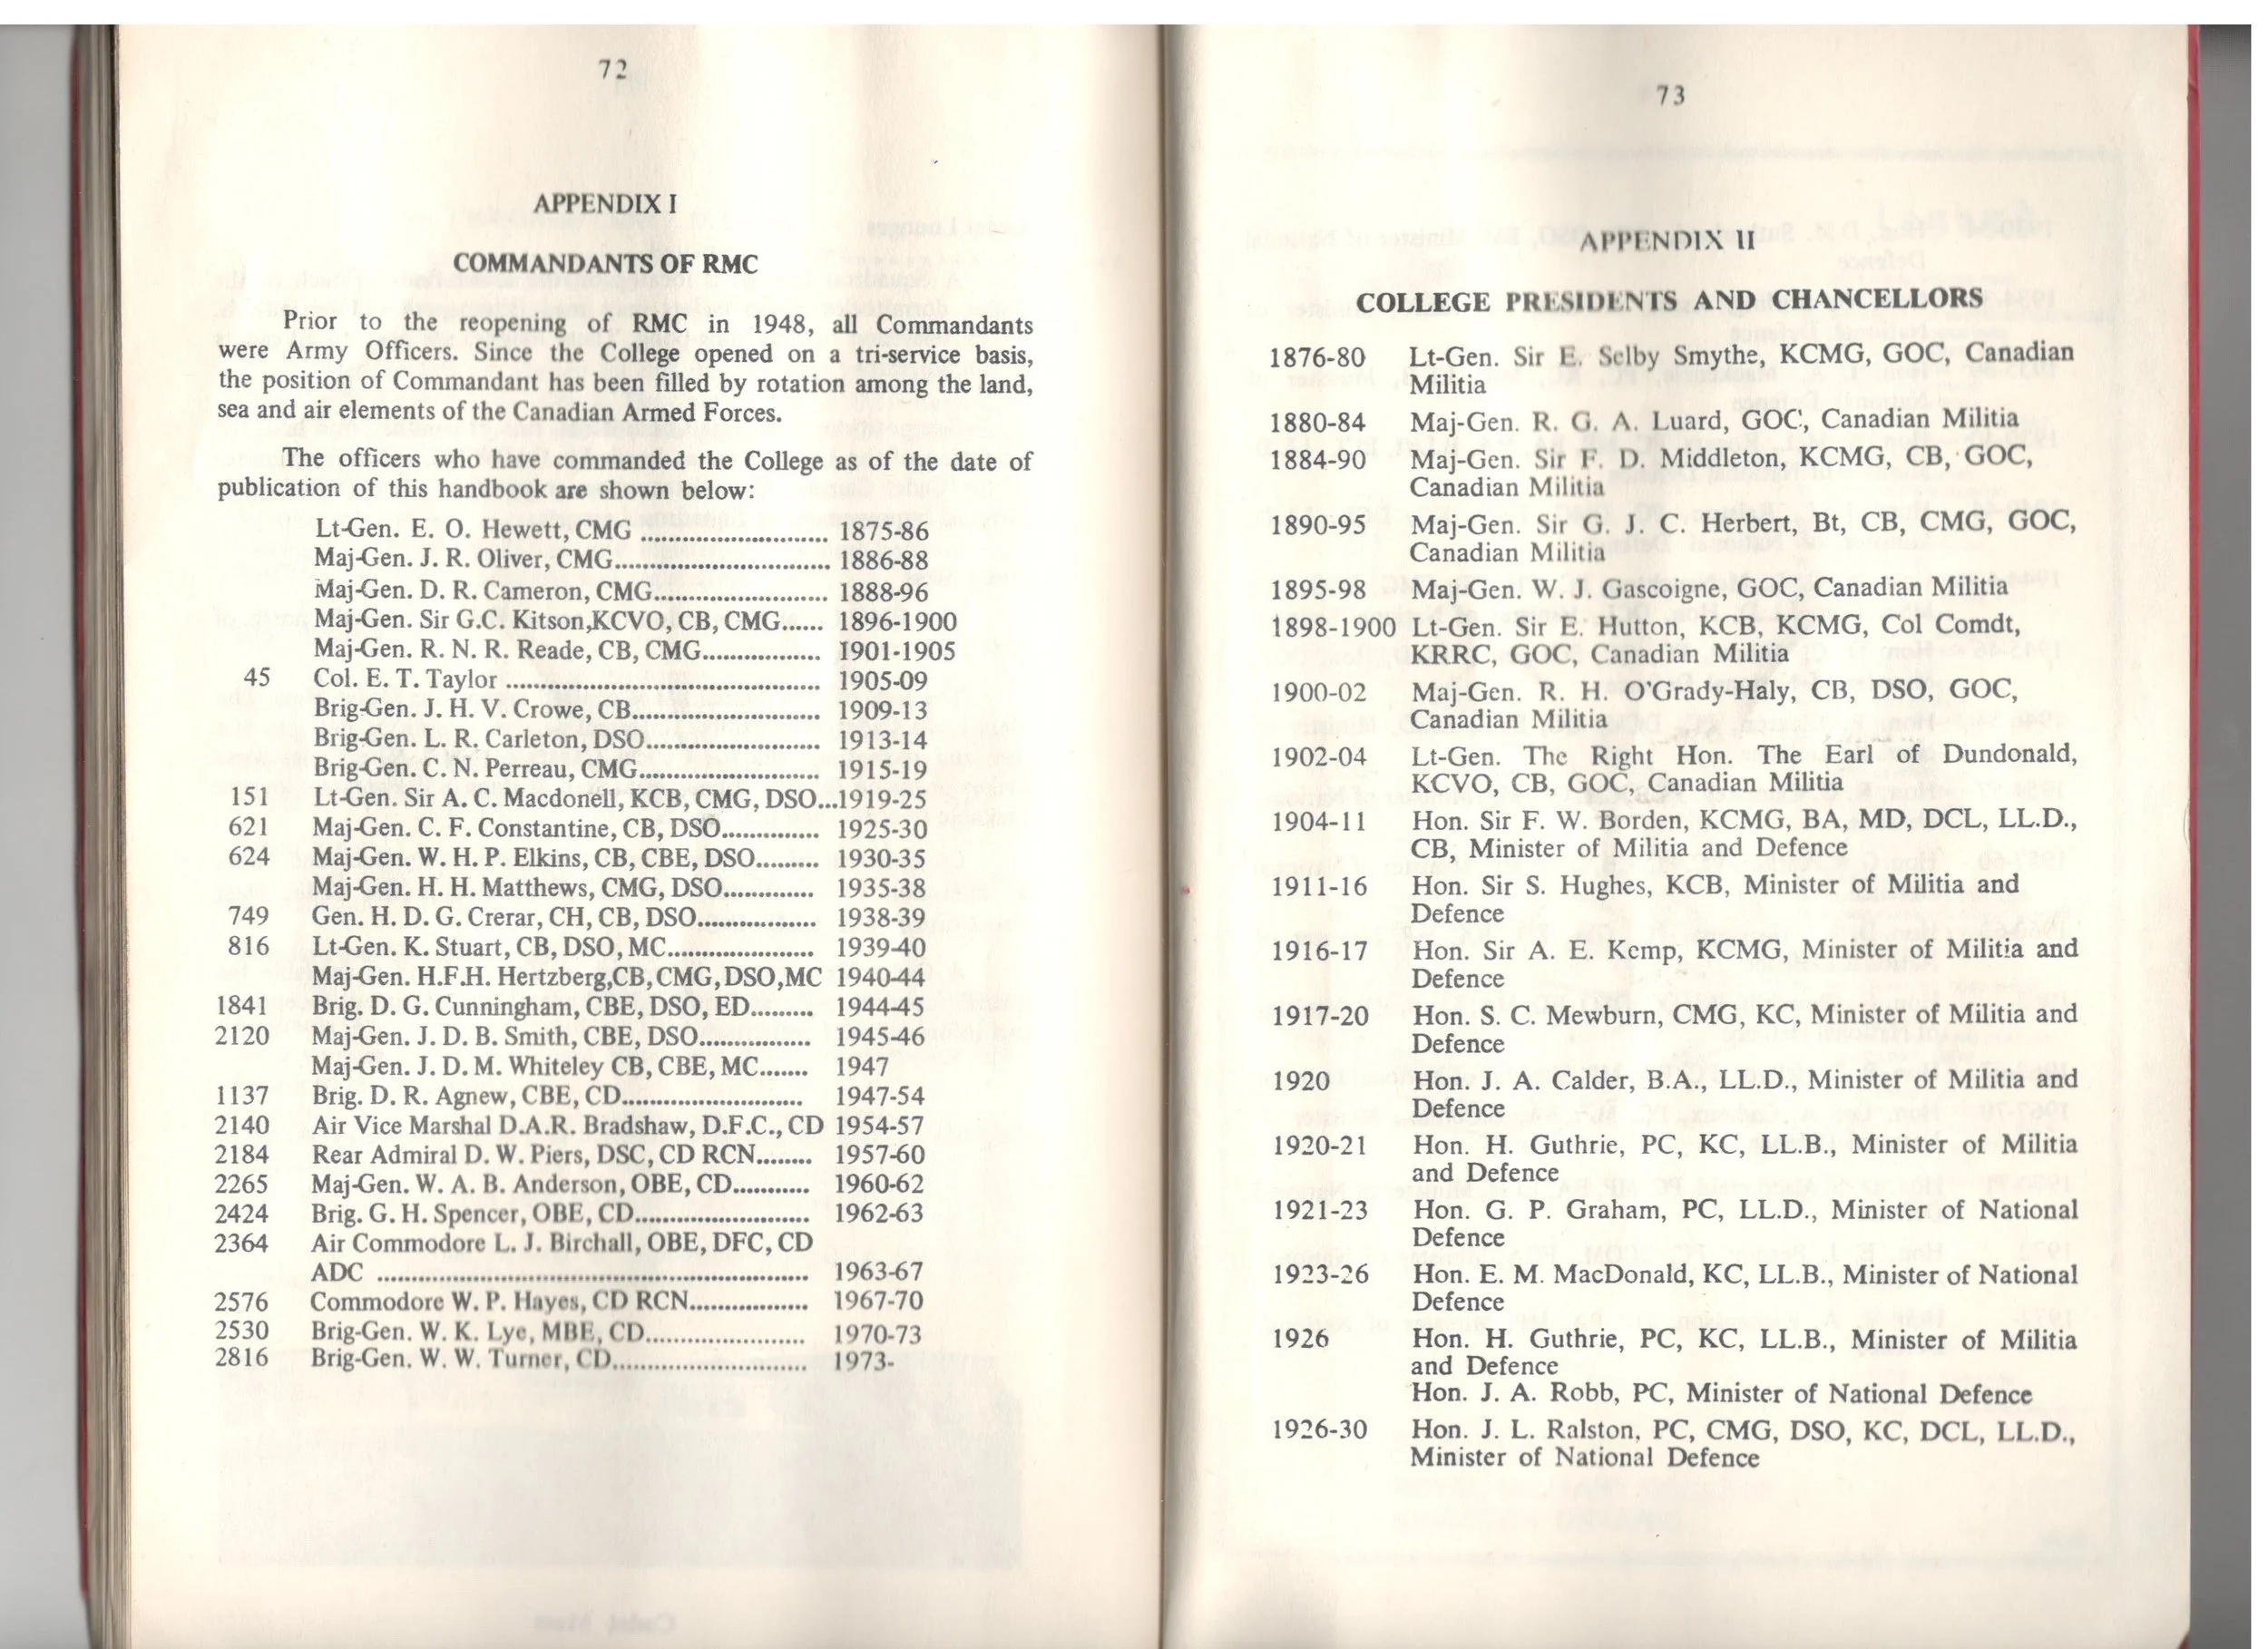 72
APPENDIX I
COMMANDANTS OF RMC
Prior to the reopening of RMC in 1948, all Commandants
were Army Officers. Since the College opened on a tri-service basis,
the position of Commandant has been filled by rotation among the land,
sea and air elements of the Canadian Armed Forces.
The officers who have commanded the College as of the date of
publication of this handbook are shown below:
Lt-Gen. E. O. Hewett, CMG .......................... 1875-86
Maj-Gen. J. R. Oliver, CMG.............................. 1886-88
Maj-Gen. D. R. Cameron, CMG........................ 1888-96
Maj-Gen. Sir G.C. Kitson,KCVO, CB, CMG...... 1896-1900
Maj-Gen. R. N. R. Reade, CB, CMG................. 1901-1905
45 Col. E. T. Taylor ............................................ 1905-09
Brig-Gen. J. H. V. Crowe, CB.......................... 1909-13
Brig-Gen. L. R. Carleton, DSO........................ 1913-14
Brig-Gen. C. N. Perreau, CMG......................... 1915-19
151 Lt-Gen. Sir A. C. Macdonell, KCB, CMG, DSO...1919-25
621 Maj-Gen. C. F. Constantine, CB, DSO.............. 1925-30
624 Maj-Gen. W. H. P. Elkins, CB, CBE, DSO......... 1930-35
Maj-Gen. H. H. Matthews, CMG, DSO............. 1935-38
749 Gen. H. D. G. Crerar, CH, CB, DSO................. 1938-39
816 Lt-Gen. K. Stuart, CB, DSO, MC..................... 1939-40
Maj-Gen. H.F.H. Hertzberg,CB, CMG, DSO,MC 1940-44
1841 Brig. D. G. Cunningham, CBE, DSO, ED......... 1944-45
2120 Maj-Gen. J. D. B. Smith, CBE, DSO................ 1945-46
Maj-Gen. J. D. M. Whiteley CB, CBE, MC....... 1947
1137 Brig. D. R. Agnew, CBE, CD......................... 1947-54
2140 Air Vice Marshal D.A.R. Bradshaw, D.F.C., CD 1954-57
2184 Rear Admiral D. W. Piers, DSC, CD RCN........ 1957-60
2265 Maj-Gen. W. A. B. Anderson, OBE, CD........... 1960-62
2424 Brig. G. H. Spencer, OBE, CD........................ 1962-63
2364 Air Commodore L. J. Birchall, OBE, DFC, CD
ADC ............................................................ 1963-67
2576 Commodore W. P. Hayes, CD RCN................. 1967-70
2530 Brig-Gen. W. K. Lye, MBE, CD...................... 1970-73
2816 Brig-Gen. W. W. Turner, CD........................... 1973-
73
APPENDIX II
COLLEGE PRESIDENTS AND CHANCELLORS
1876-80 Lt-Gen. Sir E. Selby Smythe, KCMG, GOC, Canadian
Militia
1880-84 Maj-Gen. R. G. A. Luard, GOC, Canadian Militia
1884-90 Maj-Gen. Sir F. D. Middleton, KCMG, CB, GOC,
Canadian Militia
1890-95 Maj-Gen. Sir G. J. C. Herbert, Bt, CB, CMG, GOC,
Canadian Militia
1895-98 Maj-Gen. W. J. Gascoigne, GOC, Canadian Militia
1898-1900 Lt-Gen. Sir E. Hutton, KCB, KCMG, Col Comdt,
KRRC, GOC, Canadian Militia
1900-02 Maj-Gen. R. H. O'Grady-Haly, CB, DSO, GOC,
Canadian Militia
1902-04 Lt-Gen. The Right Hon. The Earl of Dundonald,
KCVO, CB, GOC, Canadian Militia
1904-11 Hon. Sir F. W. Borden, KCMG, BA, MD, DCL, LL.D.,
CB, Minister of Militia and Defence
1911-16 Hon. Sir S. Hughes, KCB, Minister of Militia and
Defence
1916-17 Hon. Sir A. E. Kemp, KCMG, Minister of Militia and
Defence
1917-20 Hon. S. C. Mewburn, CMG, KC, Minister of Militia and
Defence
1920 Hon. J. A. Calder, B.A., LL.D., Minister of Militia and
Defence
1920-21 Hon. H. Guthrie, PC, KC, LL.B., Minister of Militia
and Defence
1921-23 Hon. G. P. Graham, PC, LL.D., Minister of National
Defence
1923-26 Hon. E. M. MacDonald, KC, LL.B., Minister of National
Defence
1926 Hon. H. Guthrie, PC, KC, LL.B., Minister of Militia
and Defence
Hon. J. A. Robb, PC, Minister of National Defence
1926-30 Hon. J. L. Ralston, PC, CMG, DSO, KC, DCL, LL.D.,
Minister of National Defence